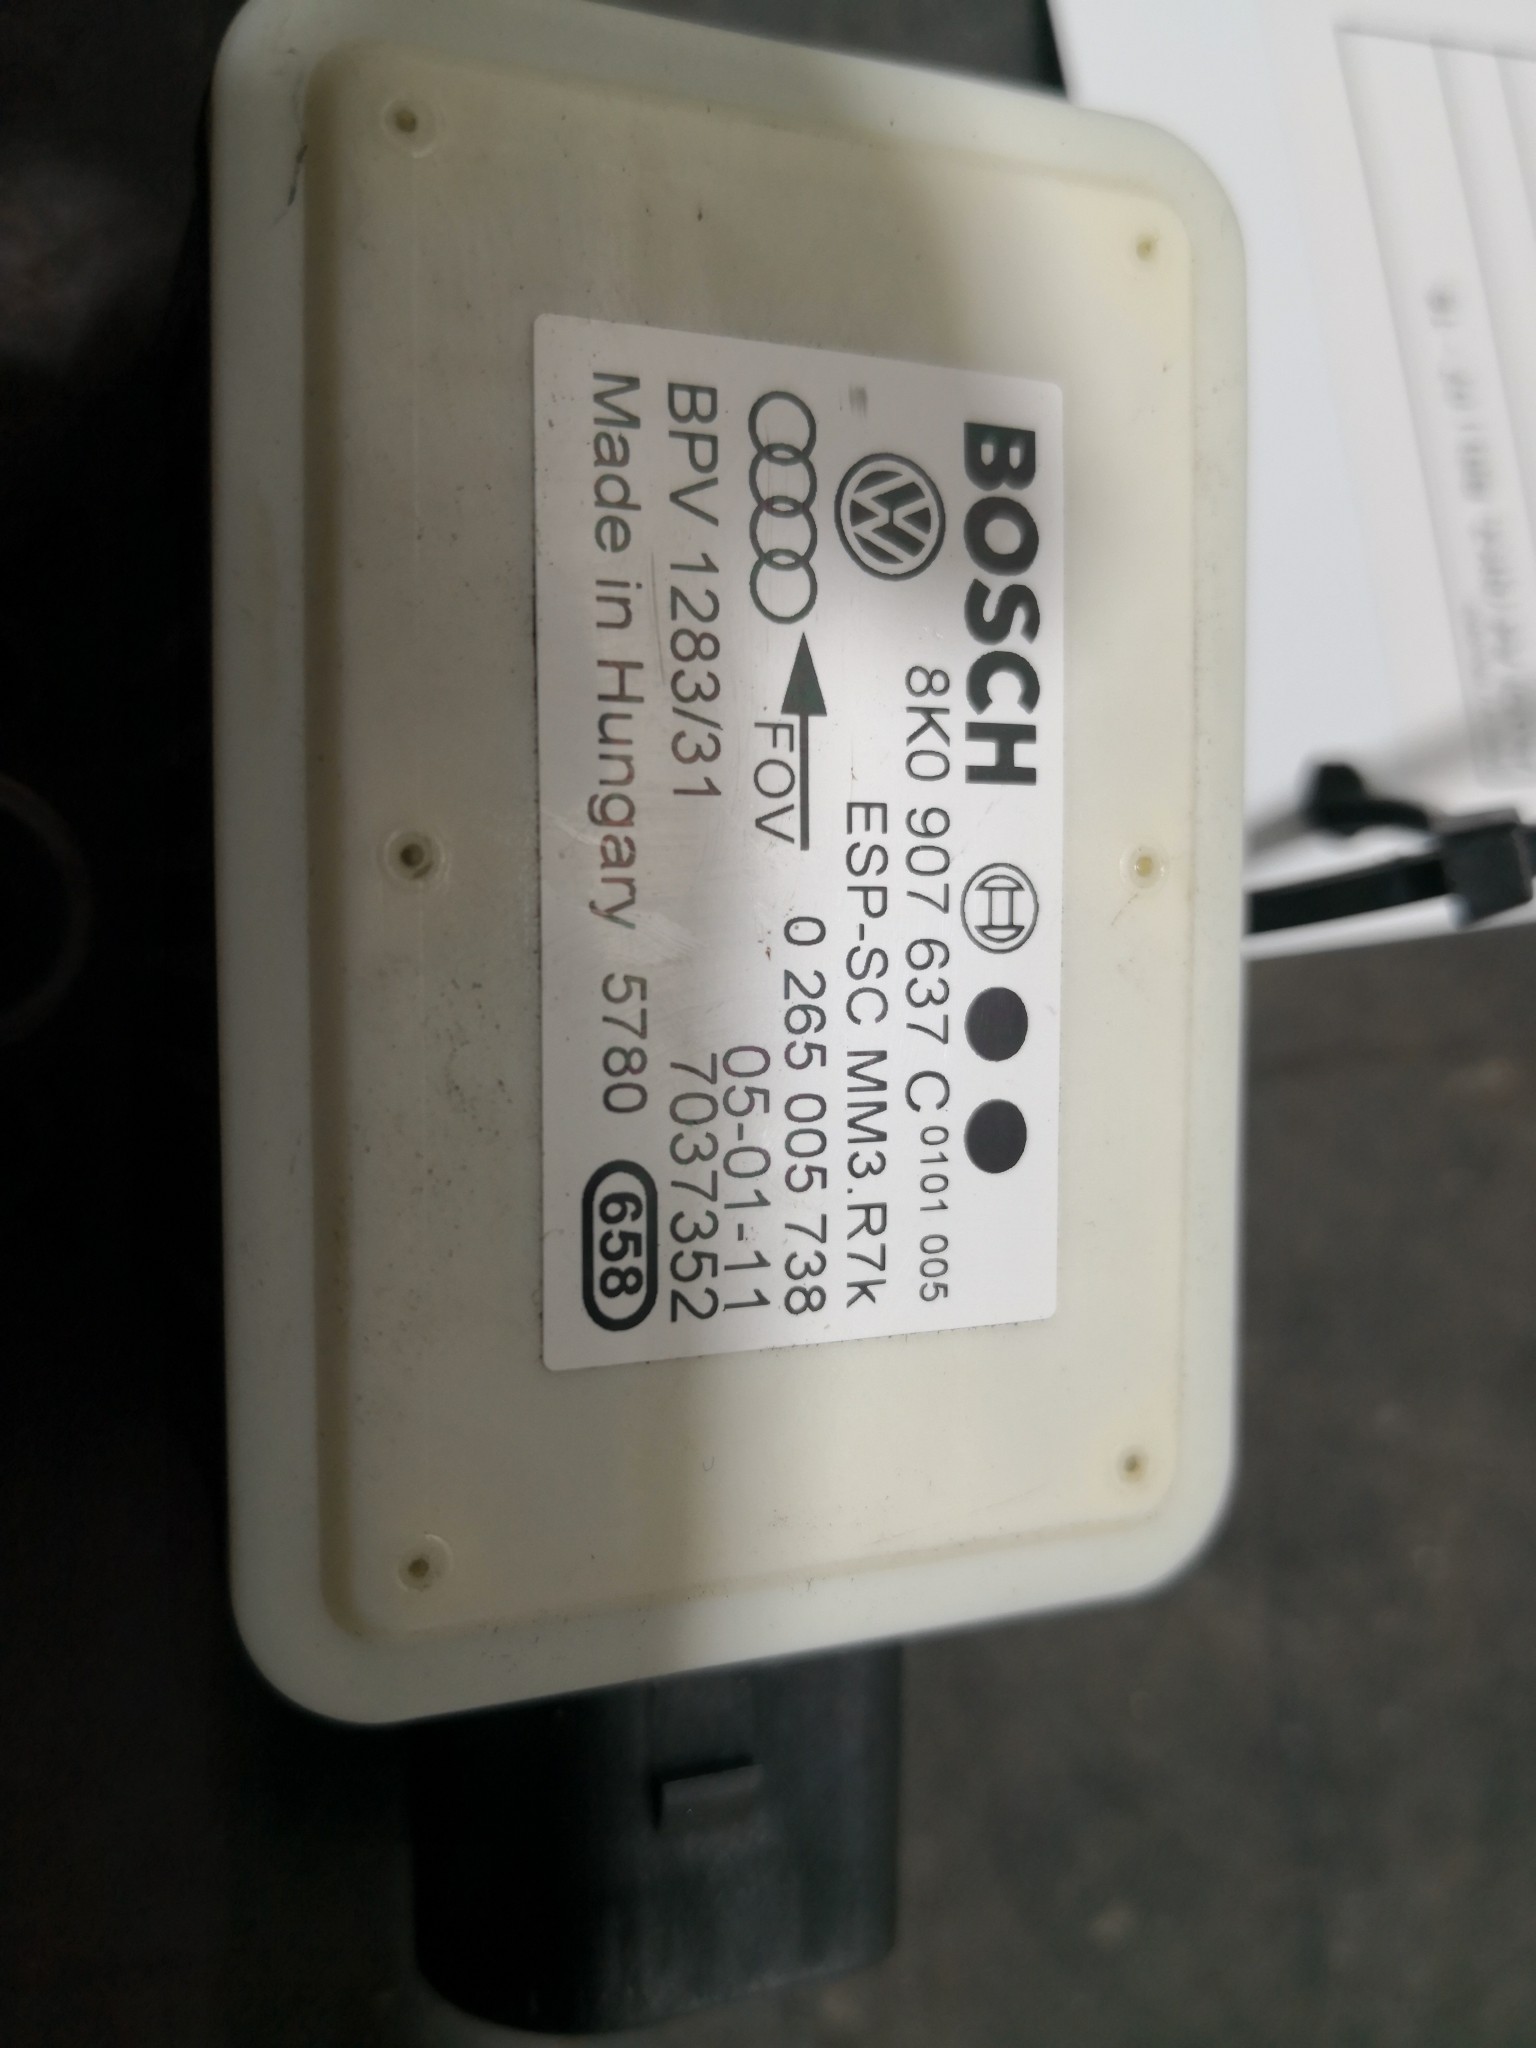 BOSCH
8K0 907 637 C 0101 005
ESP-SC MM3.R7k
FOV 0 265 005 738
05-01-11
BPV 1283/31 7037352
Made in Hungary 5780 658